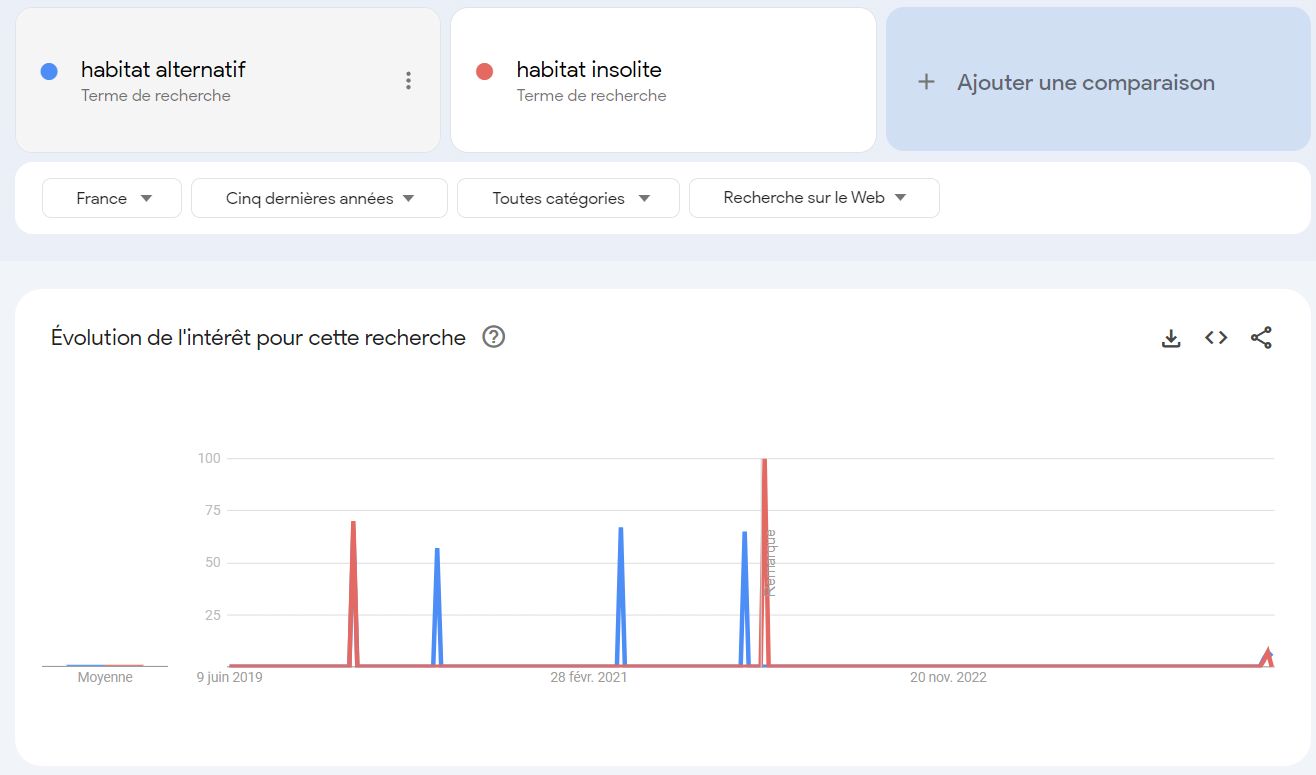 habitat alternatif
Terme de recherche
habitat insolite
Terme de recherche
+ Ajouter une comparaison
France
Cinq dernières années
Toutes catégories
Recherche sur le Web
Évolution de l'intérêt pour cette recherche
100
75
50
25
Remarque
Moyenne
9 juin 2019
28 févr. 2021
20 nov. 2022